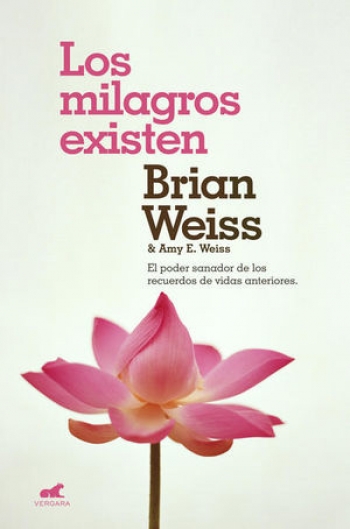 Los
milagros
existen
Brian
Weiss
& Amy E. Weiss
El poder sanador de los
recuerdos de vidas anteriores.
VERGARA